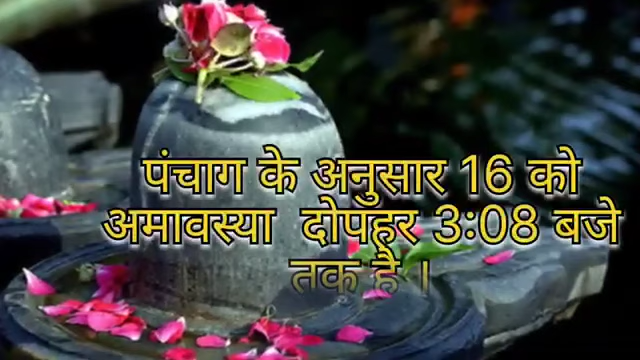 पंचाग के अनुसार 16 को
अमावस्या दोपहर 3:08 बजे
तक है ।